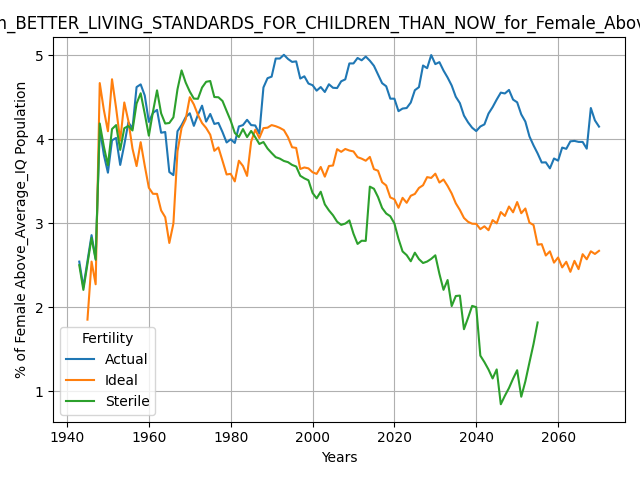 n_BETTER_LIVING_STANDARDS_FOR_CHILDREN_THAN_NOW_for_Female_Abov
% of Female Above_Average_IQ Population
5
4
3
2
1
Fertility
Actual
Ideal
Sterile
1940 1960 1980 2000 2020 2040 2060
Years